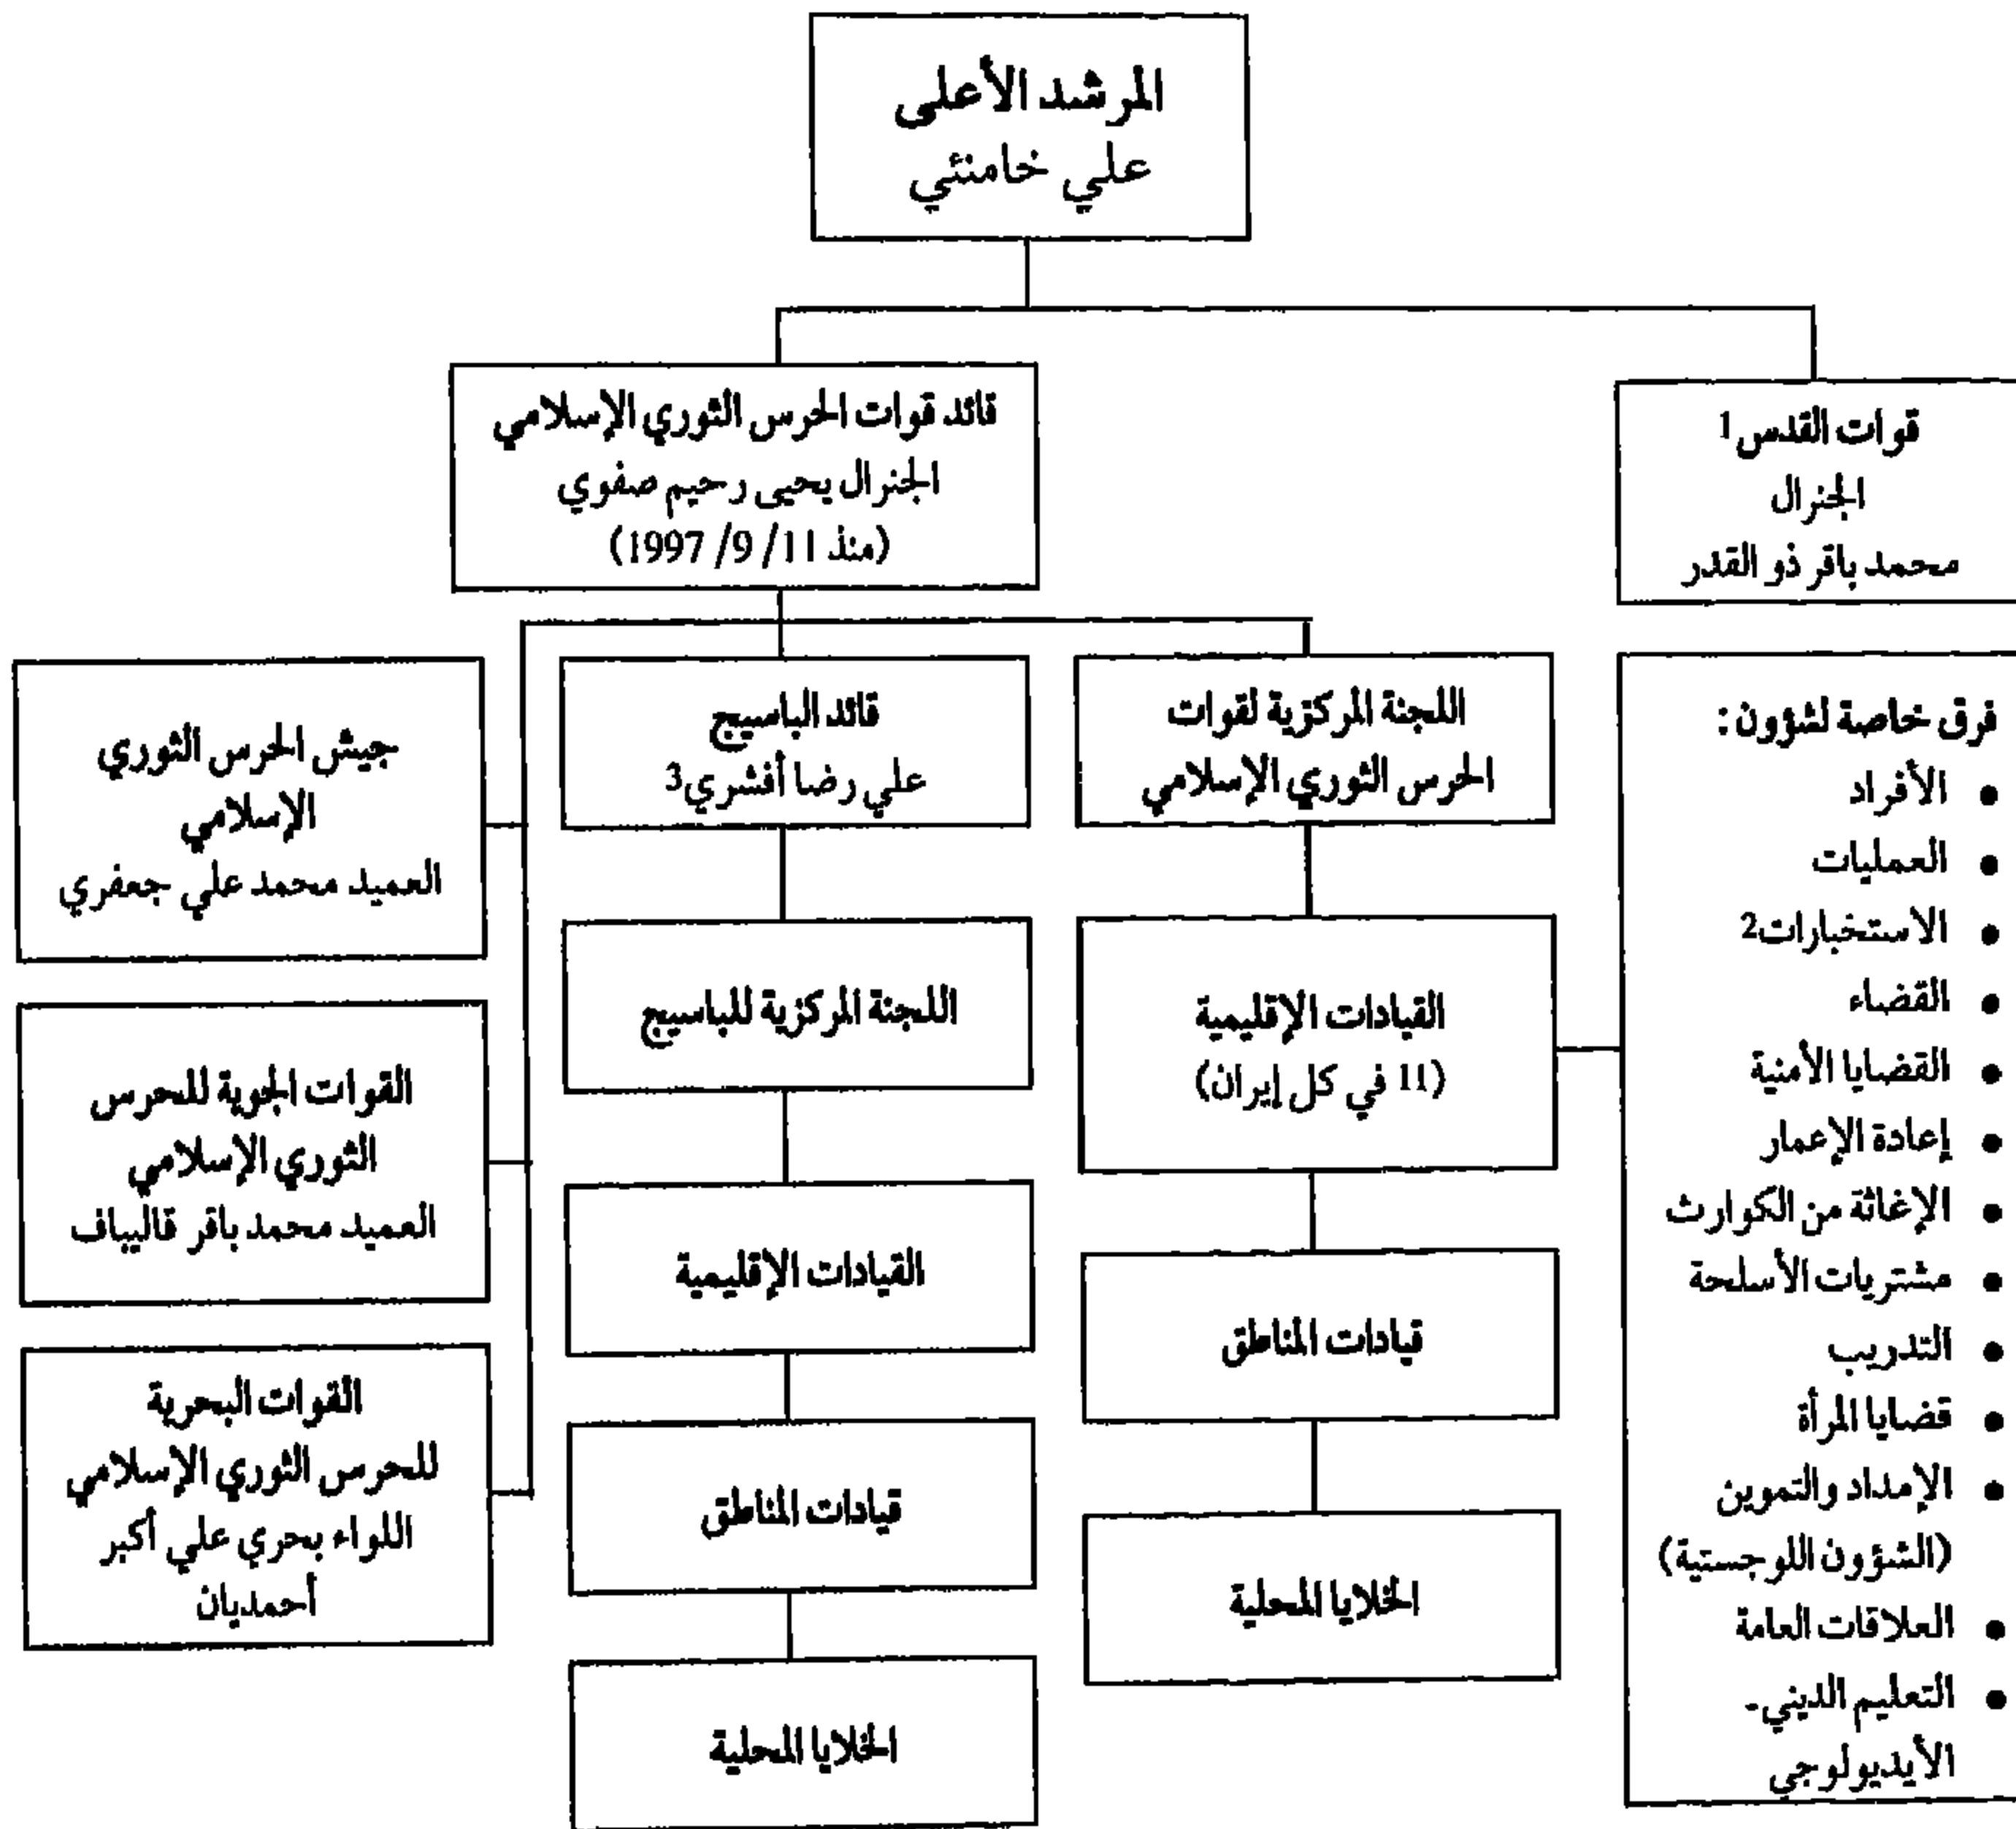 المرشد الأعلى
علي خامنئي
قائد قوات الحرس الثوري الإسلامي
الجنرال يحيى رحيم صفوي
(منذ 11/ 9/ 1997)
قوات القدس1
الجنرال
محمد باقر ذو القدر
فرق خاصة لشؤون:
• الأفراد
• العمليات
• الاستخبارات2
• القضاء
• القضايا الأمنية
• إعادة الإعمار
• الإغاثة من الكوارث
• مشتريات الأسلحة
• التدريب
• قضايا المرأة
• الإمداد والتموين
(الشؤون اللوجستية)
• العلاقات العامة
• التعليم الديني-
الأيديولوجي
اللجنة المركزية لقوات
الحرس الثوري الإسلامي
القيادات الإقليمية
(11 في كل إيران)
قيادات المناطق
الخلايا المحلية
قائد الباسيج
علي رضا أفشري3
اللجنة المركزية للباسيج
القيادات الإقليمية
قيادات المناطق
الخلايا المحلية
جيش الحرس الثوري
الإسلامي
العميد محمد علي جعفري
القوات الجوية للحرس
الثوري الإسلامي
العميد محمد باقر قاليباف
القوات البحرية
للحرس الثوري الإسلامي
اللواء بحري علي أكبر
أحمديان